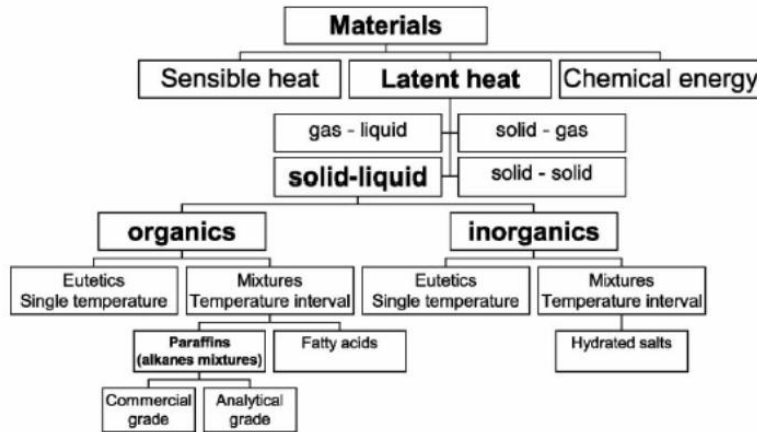 Materials
Sensible heat
Latent heat
Chemical energy
gas - liquid
solid - gas
solid-liquid
solid - solid
organics
inorganics
Eutetics
Single temperature
Mixtures
Temperature interval
Eutetics
Single temperature
Mixtures
Temperature interval
Paraffins
(alkanes mixtures)
Fatty acids
Hydrated salts
Commercial
grade
Analytical
grade